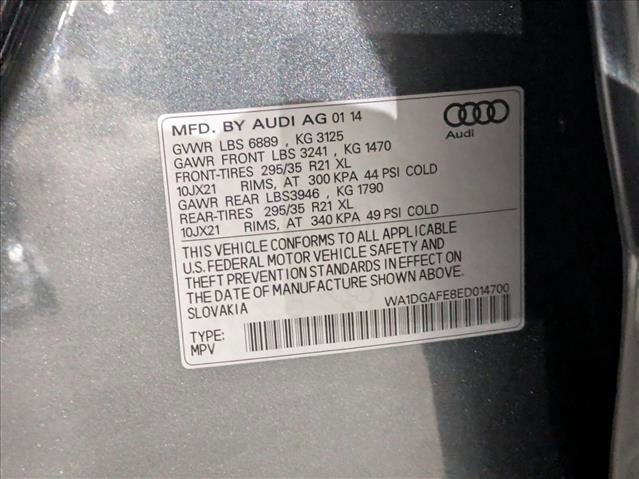 MFD. BY AUDI AG 01 14
GVWR LBS 6889 , KG 3125
GAWR FRONT LBS 3241 , KG 1470
FRONT-TIRES 295/35 R21 XL
10JX21 RIMS, AT 300 KPA 44 PSI COLD
GAWR REAR LBS3946 , KG 1790
REAR-TIRES 295/35 R21 XL
10JX21 RIMS, AT 340 KPA 49 PSI COLD
Audi
THIS VEHICLE CONFORMS TO ALL APPLICABLE
U.S. FEDERAL MOTOR VEHICLE SAFETY AND
THEFT PREVENTION STANDARDS IN EFFECT ON
THE DATE OF MANUFACTURE SHOWN ABOVE.
SLOVAKIA WA1DGAFE8ED014700
TYPE:
MPV